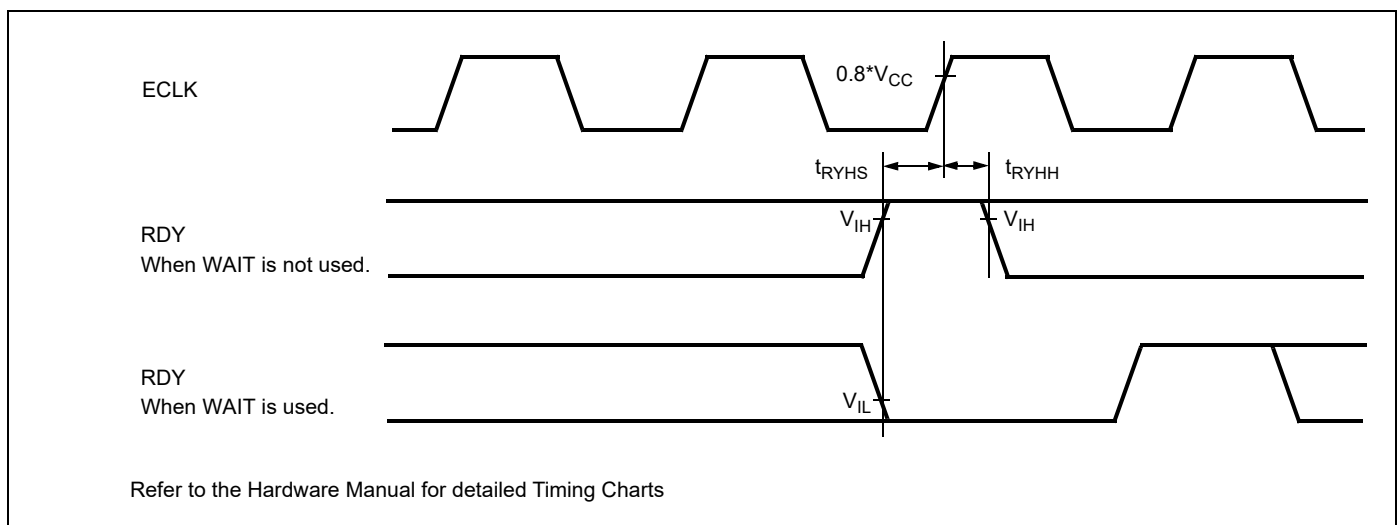 ECLK
0.8*VCC
tRYHS
tRYHH
VIH
VIH
RDY
When WAIT is not used.
RDY
When WAIT is used.
VIL
Refer to the Hardware Manual for detailed Timing Charts